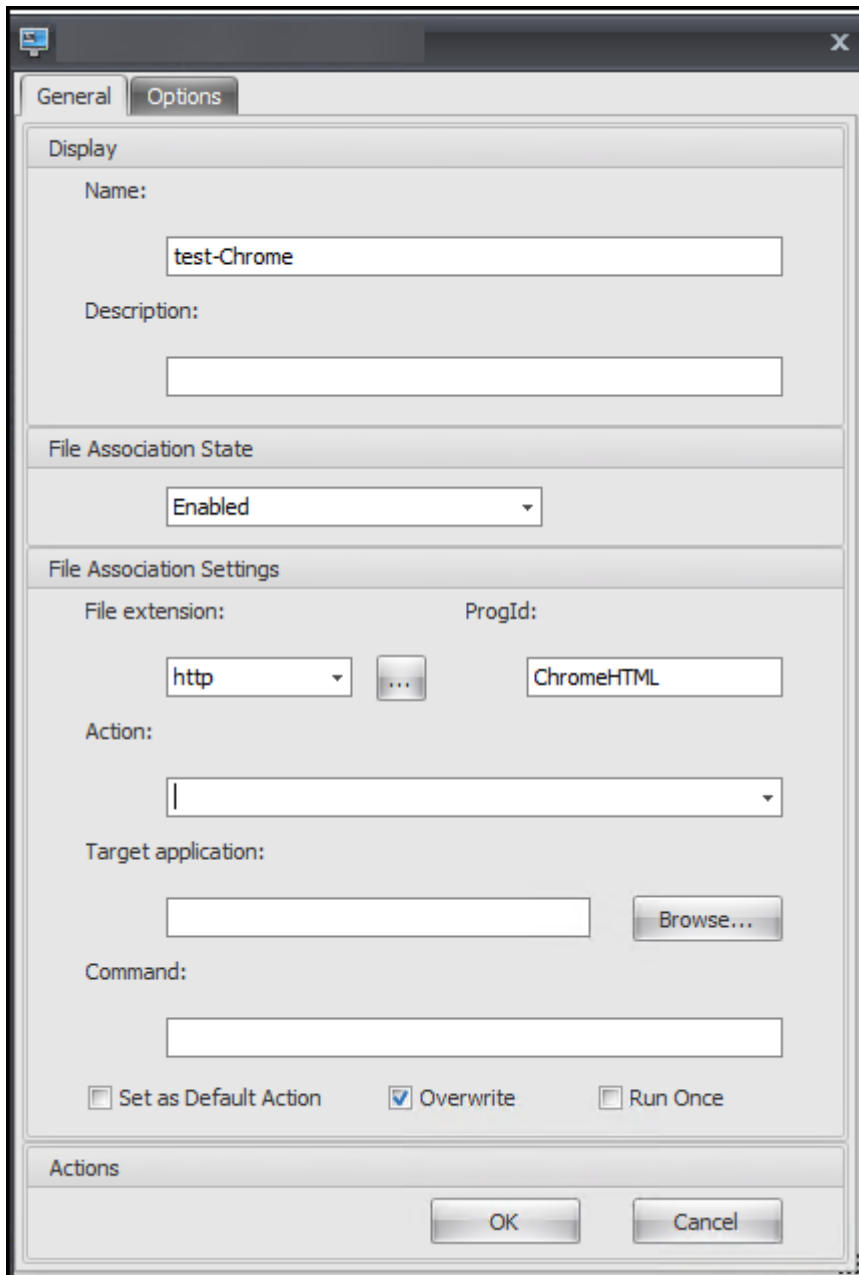 x
General Options
Display
Name:
test-Chrome
Description:
File Association State
Enabled
File Association Settings
File extension: ProgId:
http ... ChromeHTML
Action:
Target application:
Browse...
Command:
Set as Default Action Overwrite Run Once
Actions
OK Cancel